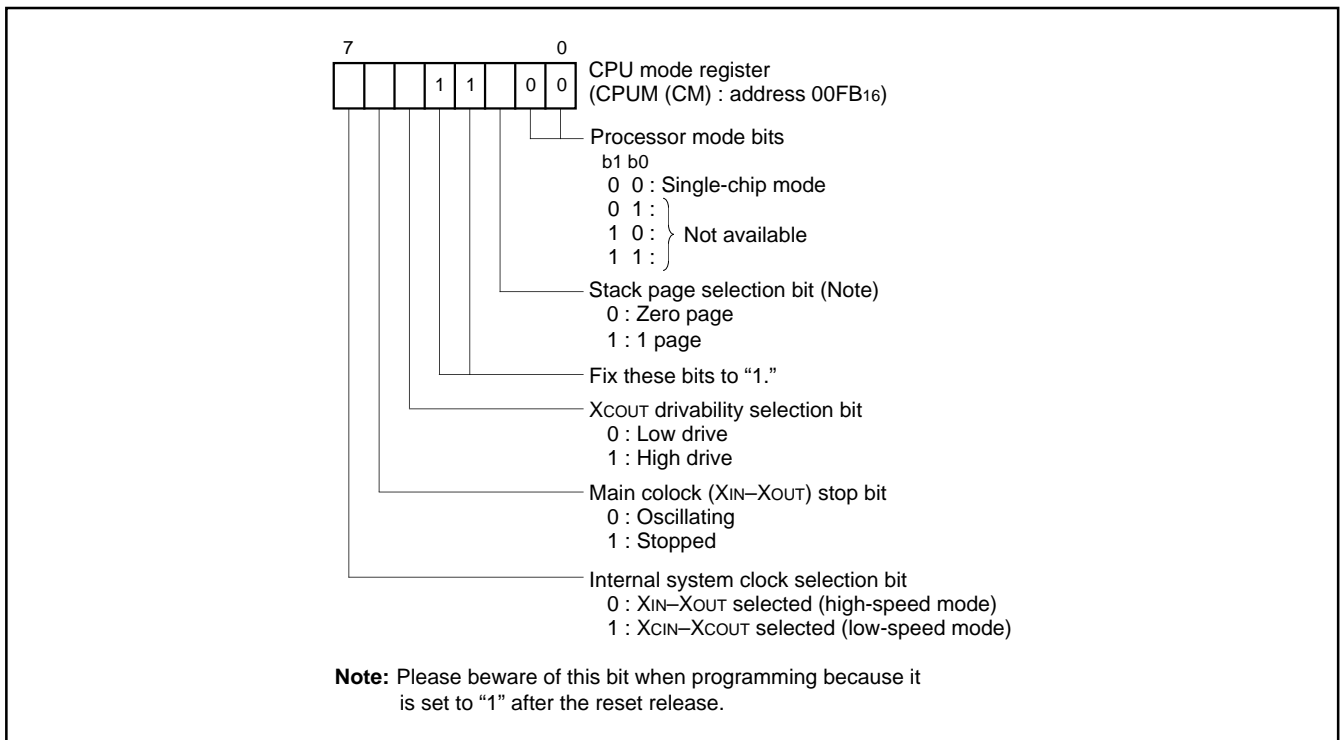 7 0
1 1 0 0
CPU mode register
(CPUM (CM) : address 00FB16)
Processor mode bits
b1 b0
0 0 : Single-chip mode
0 1 :
1 0 : Not available
1 1 :
Stack page selection bit (Note)
0 : Zero page
1 : 1 page
Fix these bits to “1.”
XCOUT drivability selection bit
0 : Low drive
1 : High drive
Main colock (XIN–XOUT) stop bit
0 : Oscillating
1 : Stopped
Internal system clock selection bit
0 : XIN–XOUT selected (high-speed mode)
1 : XCIN–XCOUT selected (low-speed mode)
Note: Please beware of this bit when programming because it
is set to “1” after the reset release.